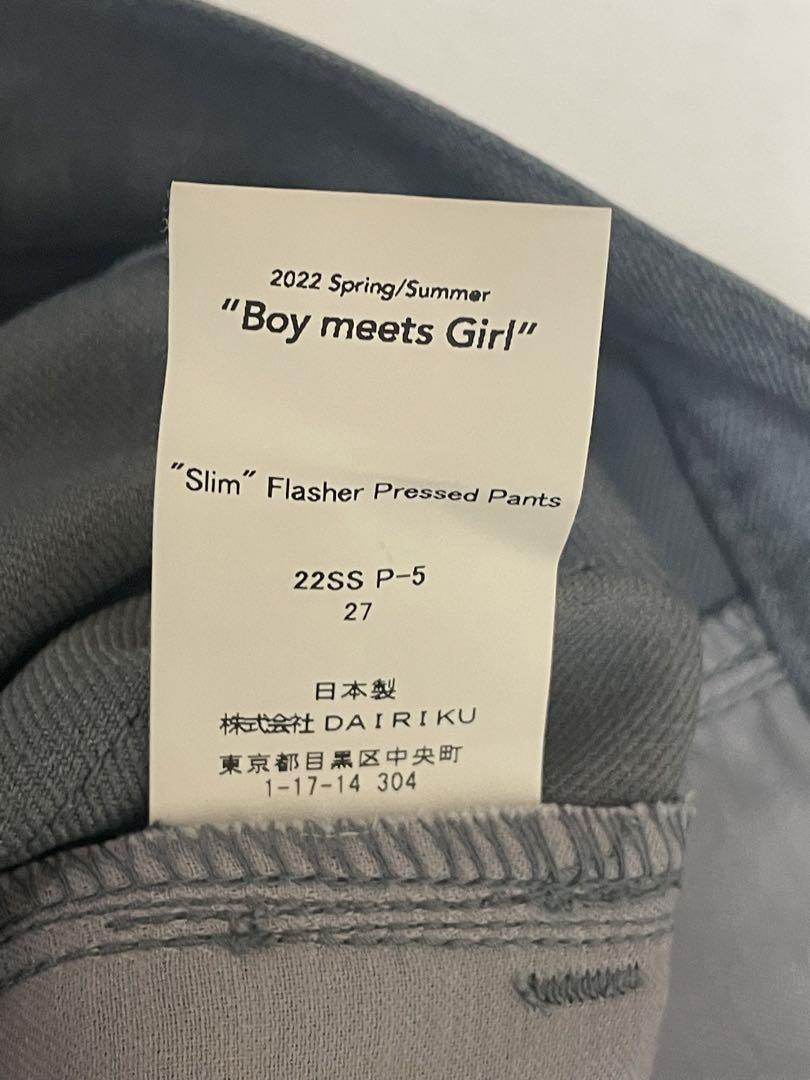 2022 Spring/Summer
"Boy meets Girl"
"Slim" Flasher Pressed Pants
22SS P-5
27
日本製
株式会社 DAIRIKU
東京都目黒区中央町
1-17-14 304